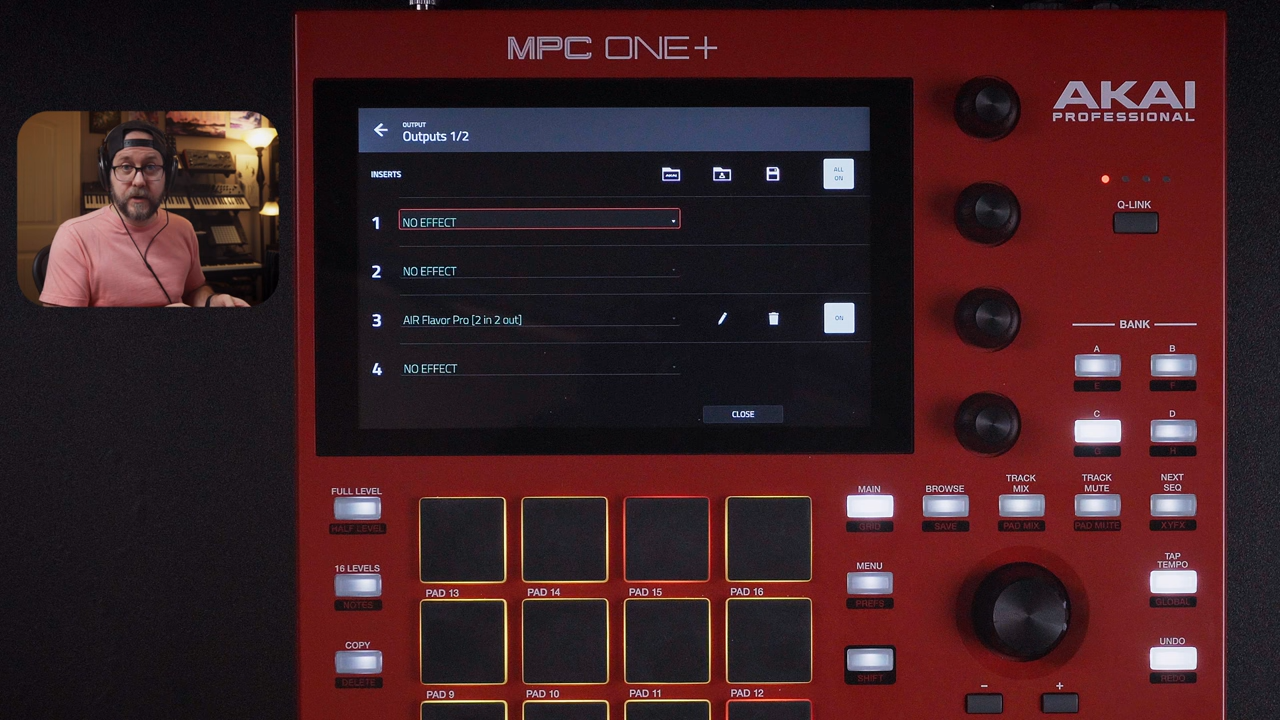 MPC ONE+
AKAI
PROFESSIONAL
OUTPUT
Outputs 1/2
INSERTS
ALL
ON
1 NO EFFECT
2 NO EFFECT
3 AIR Flavor Pro [2 in 2 out]
ON
4 NO EFFECT
CLOSE
Q-LINK
BANK
A
B
E
F
C
D
G
H
FULL LEVEL
HALF LEVEL
16 LEVELS
NOTES
COPY
DELETE
PAD 13
PAD 14
PAD 15
PAD 16
PAD 9
PAD 10
PAD 11
PAD 12
MAIN
GRID
BROWSE
SAVE
TRACK
MIX
PAD MIX
TRACK
MUTE
PAD MUTE
NEXT
SEQ
XYFX
MENU
PREFS
TAP
TEMPO
GLOBAL
SHIFT
UNDO
REDO
−
+